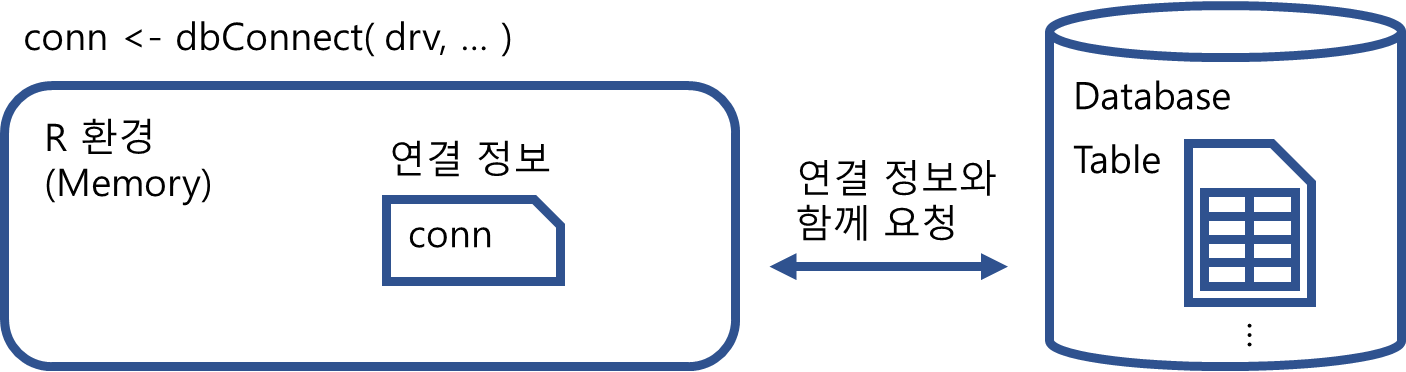 conn <- dbConnect( drv, ... )
R 환경
(Memory)
연결 정보
conn
연결 정보와
함께 요청
Database
Table
⋮